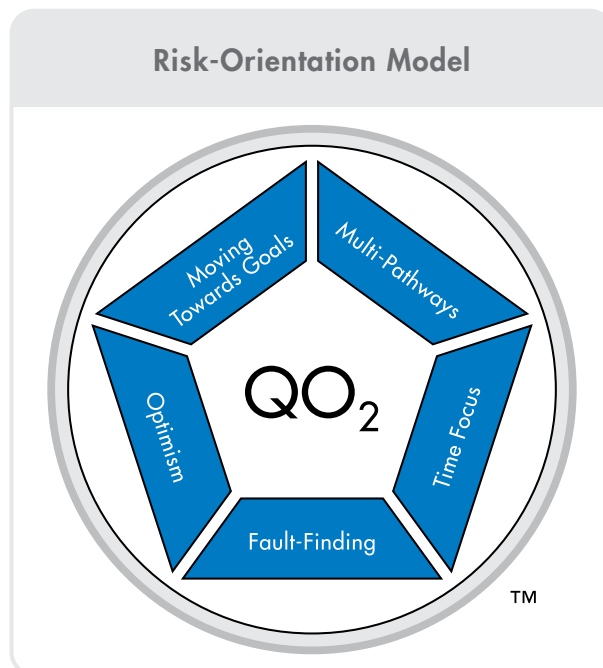 Risk-Orientation Model
Moving
Towards Goals
Multi-Pathways
Optimism
QO₂
Time Focus
Fault-Finding
TM